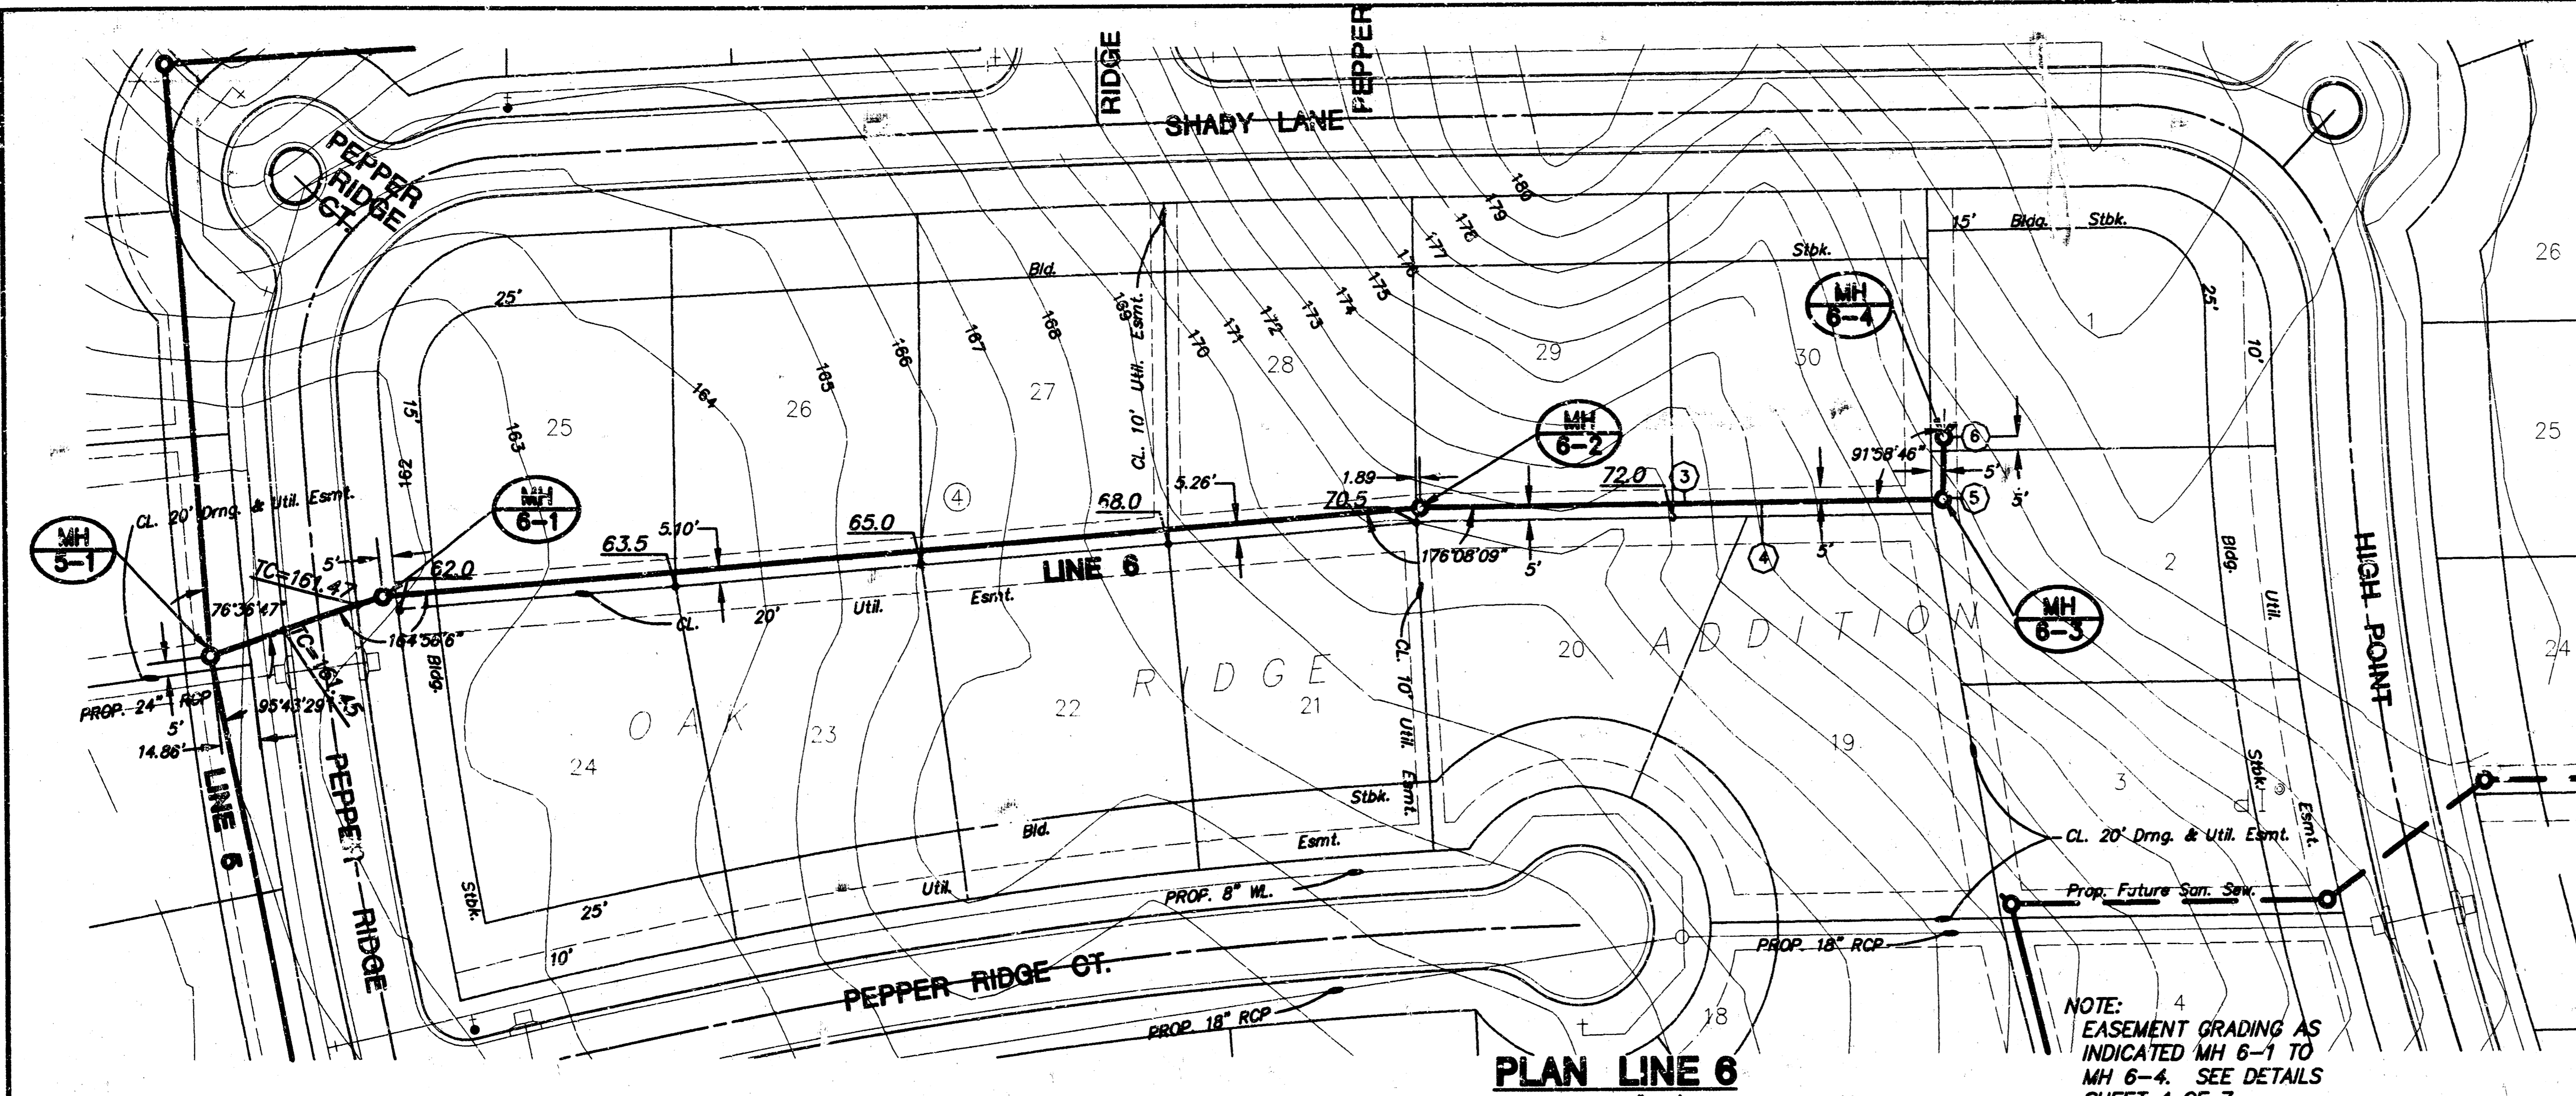 RIDGE
PEPPER
SHADY LANE
PEPPER
RIDGE
CT.
180
179
178
177
176
175
174
173
172
171
170
169
168
167
166
165
164
163
162
15' Bldg. Stbk.
Stbk.
Bld.
25'
15'
CL. 10' Util. Esmt.
25
26
27
28
29
30
1
25'
10'
26
25
24
MH
6-4
MH
6-2
MH
6-1
MH
5-1
MH
6-3
CL. 20' Drng. & Util. Esmt.
4
91°58'46"
6
5'
5'
5
3
4
72.0
1.89
70.5
5.26'
68.0
65.0
5.10'
63.5
62.0
5'
TC=161.47
76°36'47"
164°56'6"
TC=161.45
176°08'09"
5'
5'
LINE 6
CL. 20' Util. Esmt.
Bldg.
PROP. 24" RCP
5'
95°43'29"
14.86'
LINE 5
PEPPER RIDGE
OAK RIDGE ADDITION
24
23
22
21
20
19
18
2
3
4
CL. 10' Util. Esmt.
Bldg.
Util.
Stbk.
Esmt.
HIGH POINT
Stbk.
Bld.
Esmt.
Stbk.
25'
Util.
10'
PROP. 8" WL.
PEPPER RIDGE CT.
PROP. 18" RCP
CL. 20' Drng. & Util. Esmt.
Prop. Future San. Sew.
PROP. 18" RCP
PLAN LINE 6
NOTE:
EASEMENT GRADING AS
INDICATED MH 6-1 TO
MH 6-4. SEE DETAILS
SHEET 4 OF 7